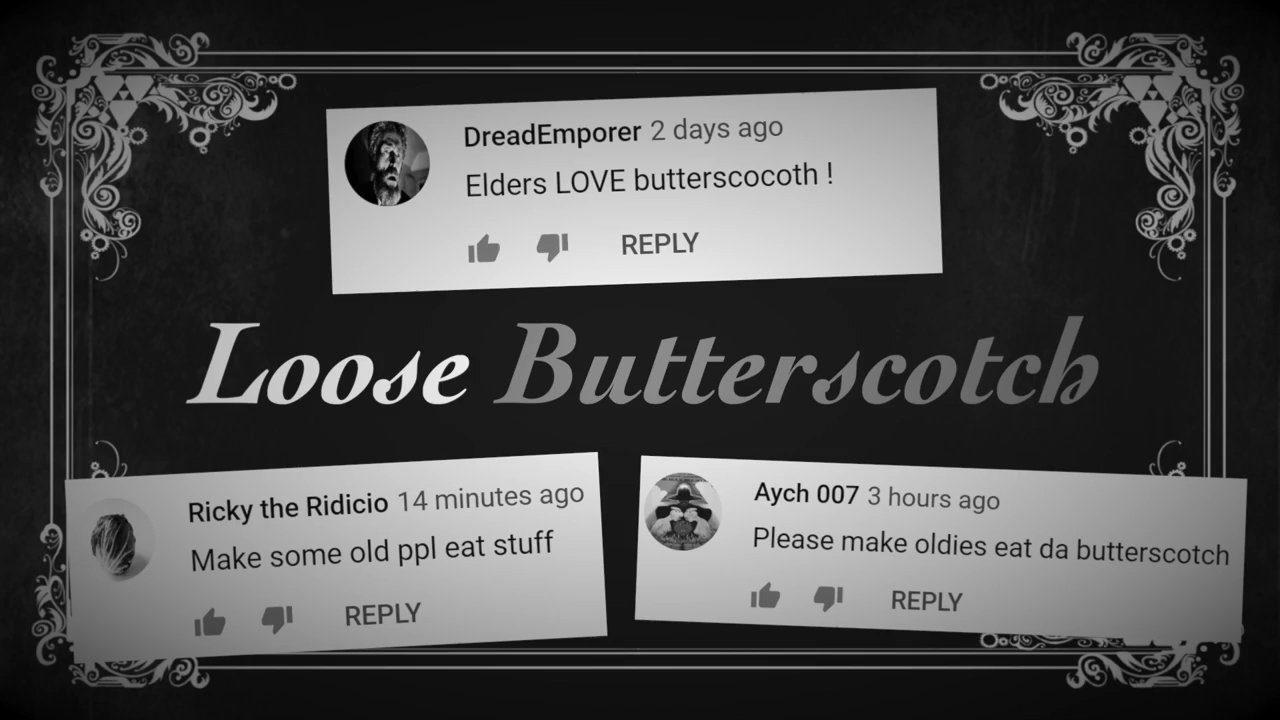 DreadEmporer 2 days ago
Elders LOVE butterscocoth !
REPLY
Loose Butterscotch
Ricky the Ridicio 14 minutes ago
Make some old ppl eat stuff
REPLY
Aych 007 3 hours ago
Please make oldies eat da butterscotch
REPLY